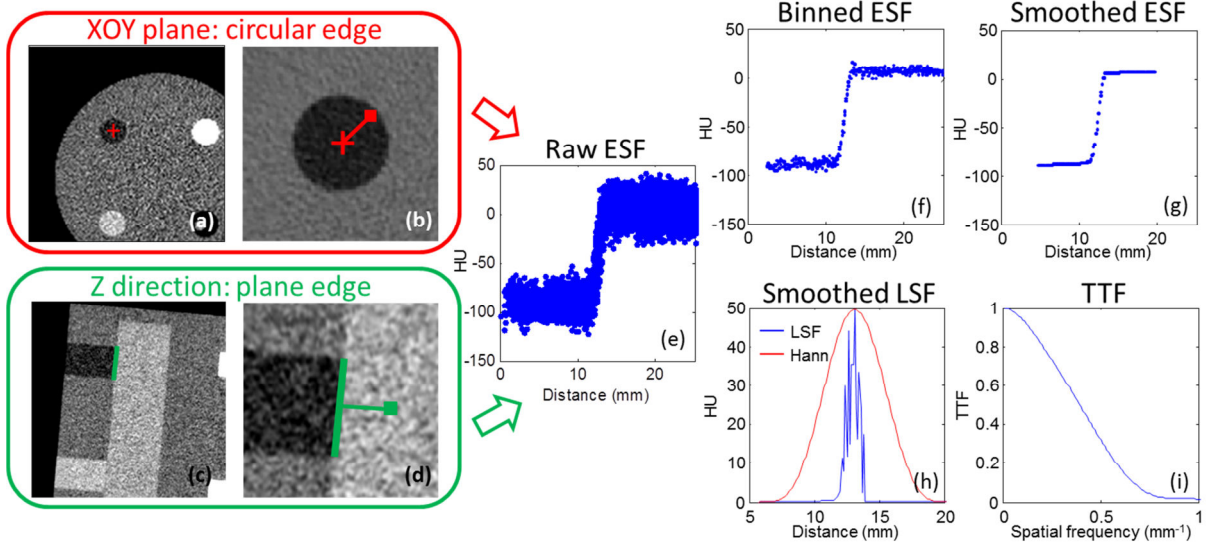 XOY plane: circular edge
(a)
(b)
Z direction: plane edge
(c)
(d)
Raw ESF
50
0
-50
-100
-150
HU
(e)
0 10 20
Distance (mm)
Binned ESF
50
0
-50
-100
-150
HU
(f)
0 10 20
Distance (mm)
Smoothed ESF
50
0
-50
-100
-150
HU
(g)
0 10 20
Distance (mm)
Smoothed LSF
50
40
30
20
10
0
HU
LSF
Hann
(h)
5 10 15 20
Distance (mm)
TTF
1
0.8
0.6
0.4
0.2
0
TTF
(i)
0 0.5 1
Spatial frequency (mm-1)